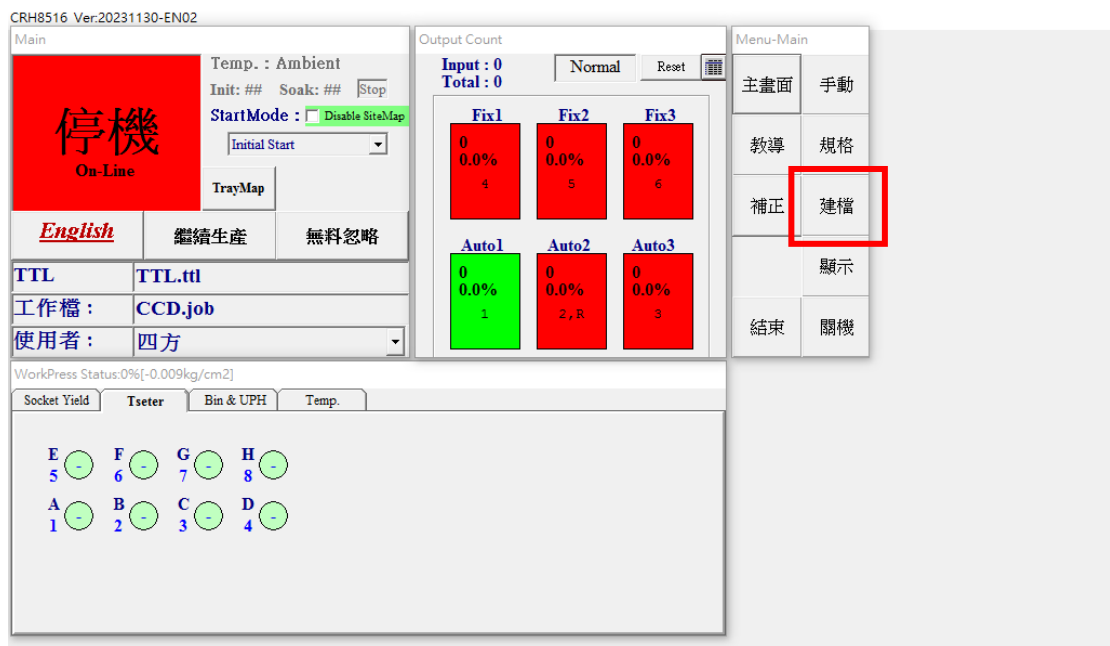 CRH8516 Ver:20231130-EN02
Main
停機
On-Line
Temp. : Ambient
Init: ## Soak: ## Stop
StartMode : Disable SiteMap
Initial Start
TrayMap
English 繼續生產 無料忽略
TTL TTL.ttl
工作檔： CCD.job
使用者： 四方
Output Count
Input : 0
Total : 0
Normal Reset
Fix1 Fix2 Fix3
0 0 0
0.0% 0.0% 0.0%
4 5 6
Auto1 Auto2 Auto3
0 0 0
0.0% 0.0% 0.0%
1 2,R 3
Menu-Main
主畫面 手動
教導 規格
補正 建檔
顯示
結束 關機
WorkPress Status:0%[-0.009kg/cm2]
Socket Yield Tseter Bin & UPH Temp.
E - F - G - H -
5 6 7 8
A - B - C - D -
1 2 3 4